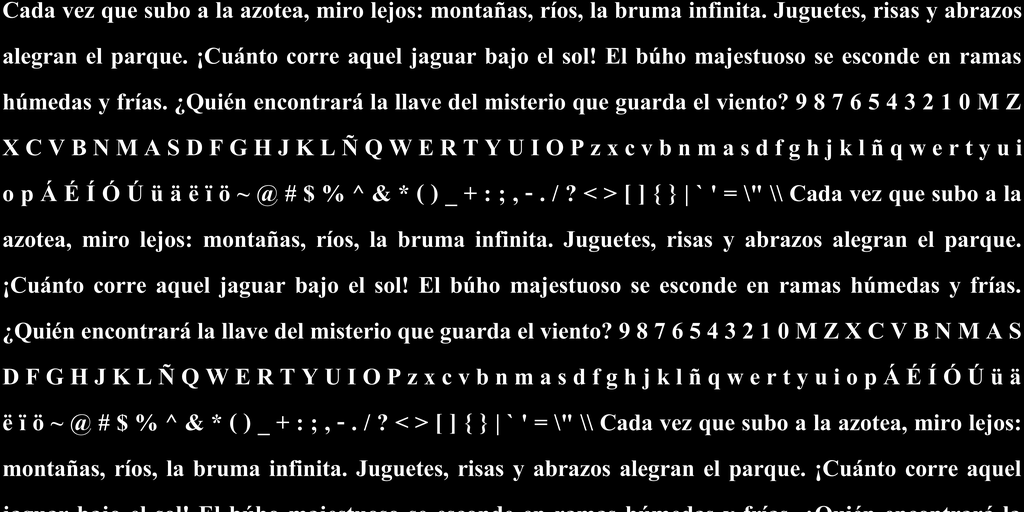 Cada vez que subo a la azotea, miro lejos: montañas, ríos, la bruma infinita. Juguetes, risas y abrazos
alegran el parque. ¡Cuánto corre aquel jaguar bajo el sol! El búho majestuoso se esconde en ramas
húmedas y frías. ¿Quién encontrará la llave del misterio que guarda el viento? 9 8 7 6 5 4 3 2 1 0 M Z
X C V B N M A S D F G H J K L Ñ Q W E R T Y U I O P z x c v b n m a s d f g h j k l ñ q w e r t y u i
o p Á É Í Ó Ú ü ä ë ï ö ~ @ # $ % ^ & * ( ) _ + : ; , - . / ? < > [ ] { } | ` ' = \" \\ Cada vez que subo a la
azotea, miro lejos: montañas, ríos, la bruma infinita. Juguetes, risas y abrazos alegran el parque.
¡Cuánto corre aquel jaguar bajo el sol! El búho majestuoso se esconde en ramas húmedas y frías.
¿Quién encontrará la llave del misterio que guarda el viento? 9 8 7 6 5 4 3 2 1 0 M Z X C V B N M A S
D F G H J K L Ñ Q W E R T Y U I O P z x c v b n m a s d f g h j k l ñ q w e r t y u i o p Á É Í Ó Ú ü ä
ë ï ö ~ @ # $ % ^ & * ( ) _ + : ; , - . / ? < > [ ] { } | ` ' = \" \\ Cada vez que subo a la azotea, miro lejos:
montañas, ríos, la bruma infinita. Juguetes, risas y abrazos alegran el parque. ¡Cuánto corre aquel